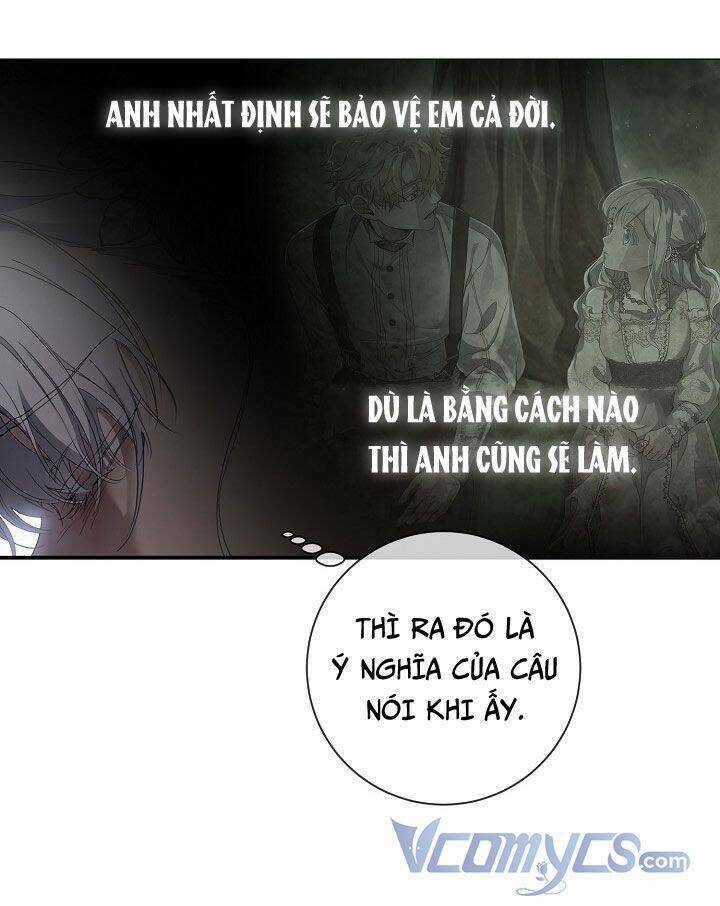 ANH NHẤT ĐỊNH SẼ BẢO VỆ EM CẢ ĐỜI.
DÙ LÀ BẰNG CÁCH NÀO
THÌ ANH CŨNG SẼ LÀM.
THÌ RA ĐÓ LÀ
Ý NGHĨA CỦA CÂU
NÓI KHI ẤY.
VCOMYCS.com